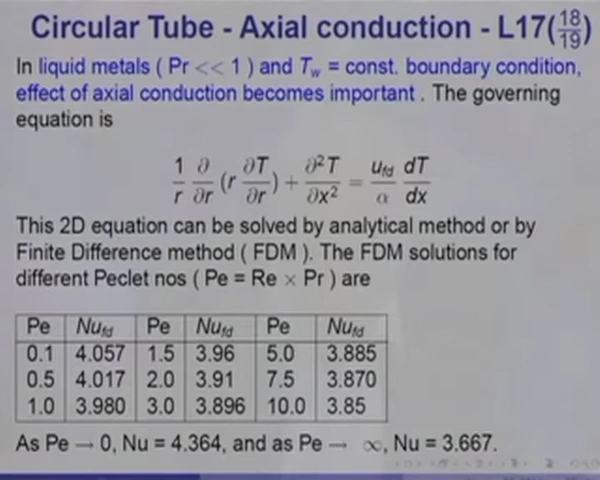 Circular Tube - Axial conduction - L17(18/19)
In liquid metals ( Pr << 1 ) and T_w = const. boundary condition,
effect of axial conduction becomes important . The governing
equation is
1/r ∂/∂r (r ∂T/∂r) + ∂²T/∂x² = u_fd/α dT/dx
This 2D equation can be solved by analytical method or by
Finite Difference method ( FDM ). The FDM solutions for
different Peclet nos ( Pe = Re × Pr ) are
Pe Nu_fd Pe Nu_fd Pe Nu_fd
0.1 4.057 1.5 3.96 5.0 3.885
0.5 4.017 2.0 3.91 7.5 3.870
1.0 3.980 3.0 3.896 10.0 3.85
As Pe → 0, Nu = 4.364, and as Pe → ∞, Nu = 3.667.